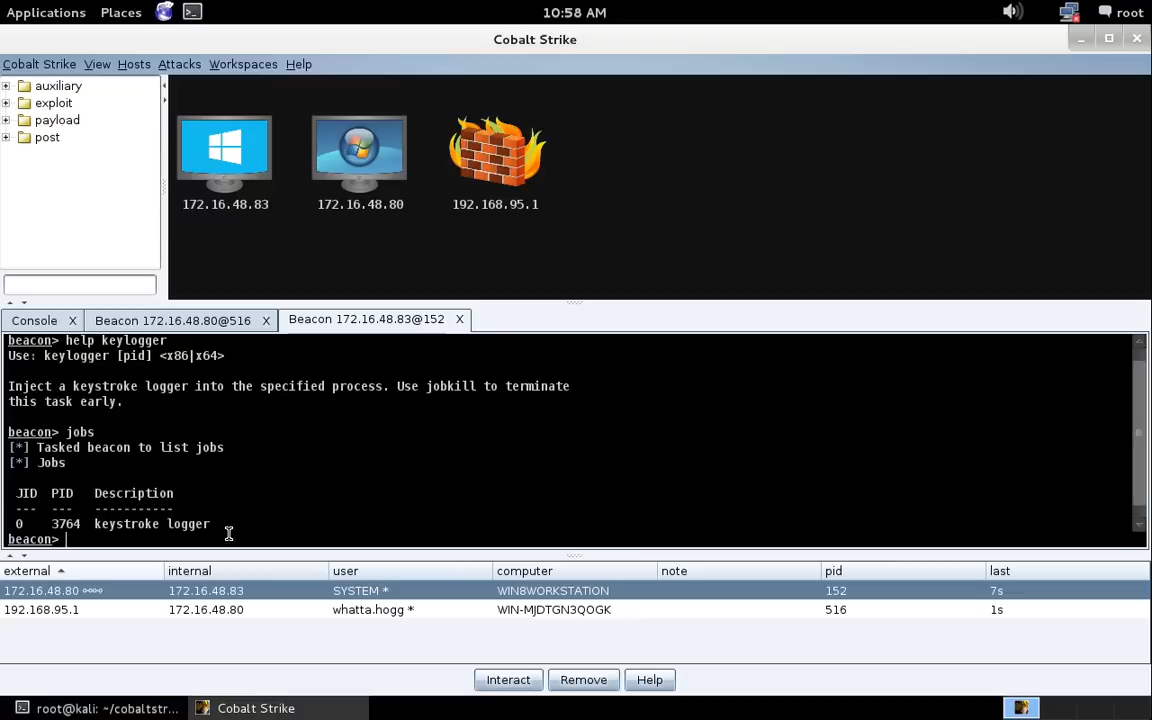 Applications Places 10:58 AM root
Cobalt Strike
Cobalt Strike View Hosts Attacks Workspaces Help
auxiliary
exploit
payload
post
172.16.48.83 172.16.48.80 192.168.95.1
Console X Beacon 172.16.48.80@516 X Beacon 172.16.48.83@152 X
beacon> help keylogger
Use: keylogger [pid] <x86|x64>
Inject a keystroke logger into the specified process. Use jobkill to terminate
this task early.
beacon> jobs
[*] Tasked beacon to list jobs
[*] Jobs
JID PID Description
--- --- -----------
0 3764 keystroke logger
beacon>
external internal user computer note pid last
172.16.48.80 172.16.48.83 SYSTEM * WIN8WORKSTATION 152 7s
192.168.95.1 172.16.48.80 whatta.hogg * WIN-MJDTGN3QOGK 516 1s
Interact Remove Help
root@kali: ~/cobaltstr... Cobalt Strike